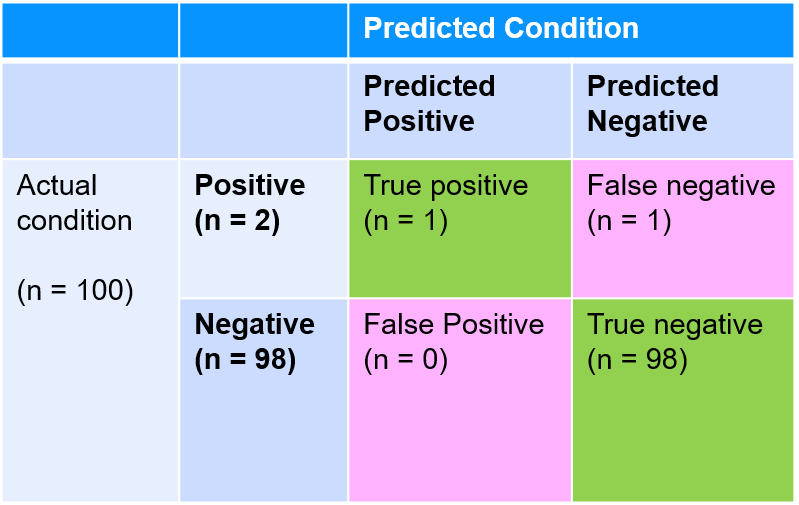 Predicted Condition
Predicted
Positive
Predicted
Negative
Actual
condition
(n = 100)
Positive
(n = 2)
True positive
(n = 1)
False negative
(n = 1)
Negative
(n = 98)
False Positive
(n = 0)
True negative
(n = 98)